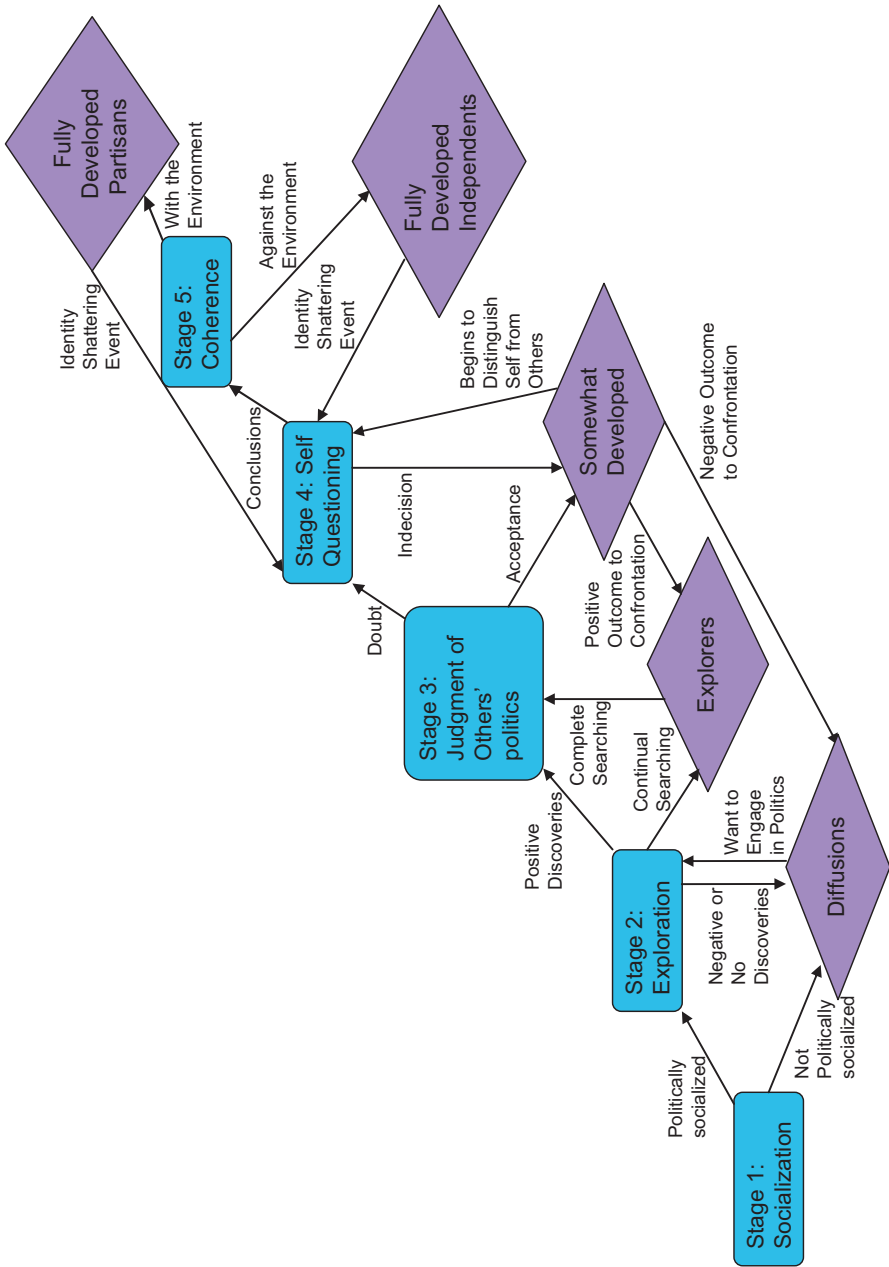 Stage 1:
Socialization
Politically
socialized
Not
Politically
socialized
Stage 2:
Exploration
Negative or
No
Discoveries
Want to
Engage
in Politics
Diffusions
Positive
Discoveries
Continual
Searching
Complete
Searching
Explorers
Stage 3:
Judgment of
Others’
politics
Doubt
Acceptance
Positive
Outcome to
Confrontation
Negative Outcome
to Confrontation
Somewhat
Developed
Stage 4: Self
Questioning
Indecision
Begins to
Distinguish
Self from
Others
Conclusions
Identity
Shattering
Event
Stage 5:
Coherence
Against the
Environment
Identity
Shattering
Event
With the
Environment
Fully
Developed
Independents
Fully
Developed
Partisans